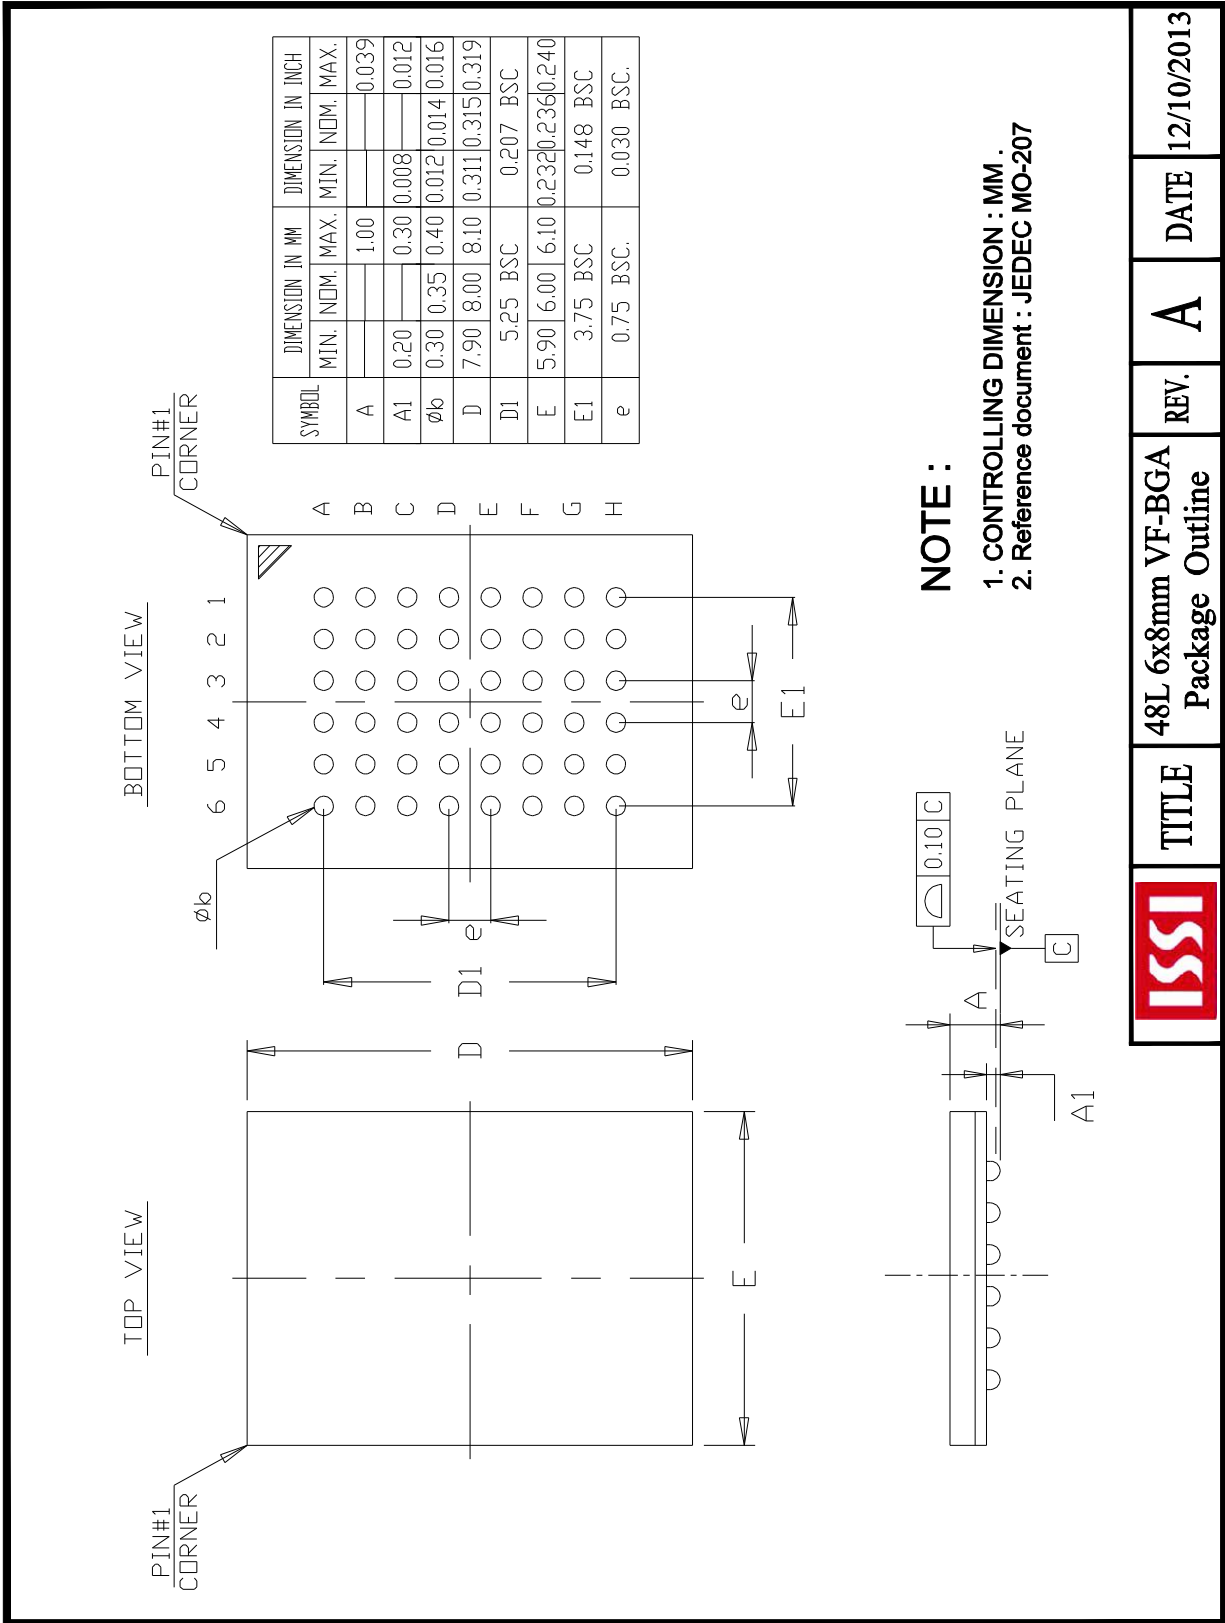 TOP VIEW
BOTTOM VIEW
PIN#1
CORNER
PIN#1
CORNER
6 5 4 3 2 1
A
B
C
D
E
F
G
H
Øb
e
D1
D
e
E1
E
SYMBOL DIMENSION IN MM DIMENSION IN INCH
MIN. NOM. MAX. MIN. NOM. MAX.
A 1.00 0.039
A1 0.20 0.30 0.008 0.012
Øb 0.30 0.35 0.40 0.012 0.014 0.016
D 7.90 8.00 8.10 0.311 0.315 0.319
D1 5.25 BSC 0.207 BSC
E 5.90 6.00 6.10 0.232 0.236 0.240
E1 3.75 BSC 0.148 BSC
e 0.75 BSC. 0.030 BSC.
0.10 C
A
SEATING PLANE
C
A1
NOTE :
1. CONTROLLING DIMENSION : MM .
2. Reference document : JEDEC MO-207
ISSI
TITLE
48L 6x8mm VF-BGA
Package Outline
REV.
A
DATE
12/10/2013